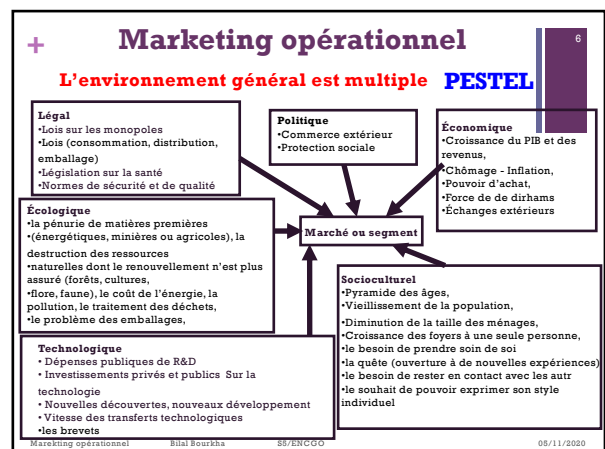 + Marketing opérationnel
6
L'environnement général est multiple PESTEL
Légal
•Lois sur les monopoles
•Lois (consommation, distribution,
emballage)
•Législation sur la santé
•Normes de sécurité et de qualité
Politique
•Commerce extérieur
•Protection sociale
Économique
•Croissance du PIB et des
revenus,
•Chômage - Inflation,
•Pouvoir d'achat,
•Force de de dirhams
•Échanges extérieurs
Écologique
•la pénurie de matières premières
•(énergétiques, minières ou agricoles), la
destruction des ressources
•naturelles dont le renouvellement n'est plus
assuré (forêts, cultures,
•flore, faune), le coût de l'énergie, la
pollution, le traitement des déchets,
•le problème des emballages,
Marché ou segment
Socioculturel
•Pyramide des âges,
•Vieillissement de la population,
•Diminution de la taille des ménages,
•Croissance des foyers à une seule personne,
•le besoin de prendre soin de soi
•la quête (ouverture à de nouvelles expériences)
•le besoin de rester en contact avec les autr
•le souhait de pouvoir exprimer son style
individuel
Technologique
• Dépenses publiques de R&D
• Investissements privés et publics Sur la
technologie
• Nouvelles découvertes, nouveaux développement
• Vitesse des transferts technologiques
•les brevets
Marekting opérationnel Bilal Bourkha S5/ENCGO 05/11/2020